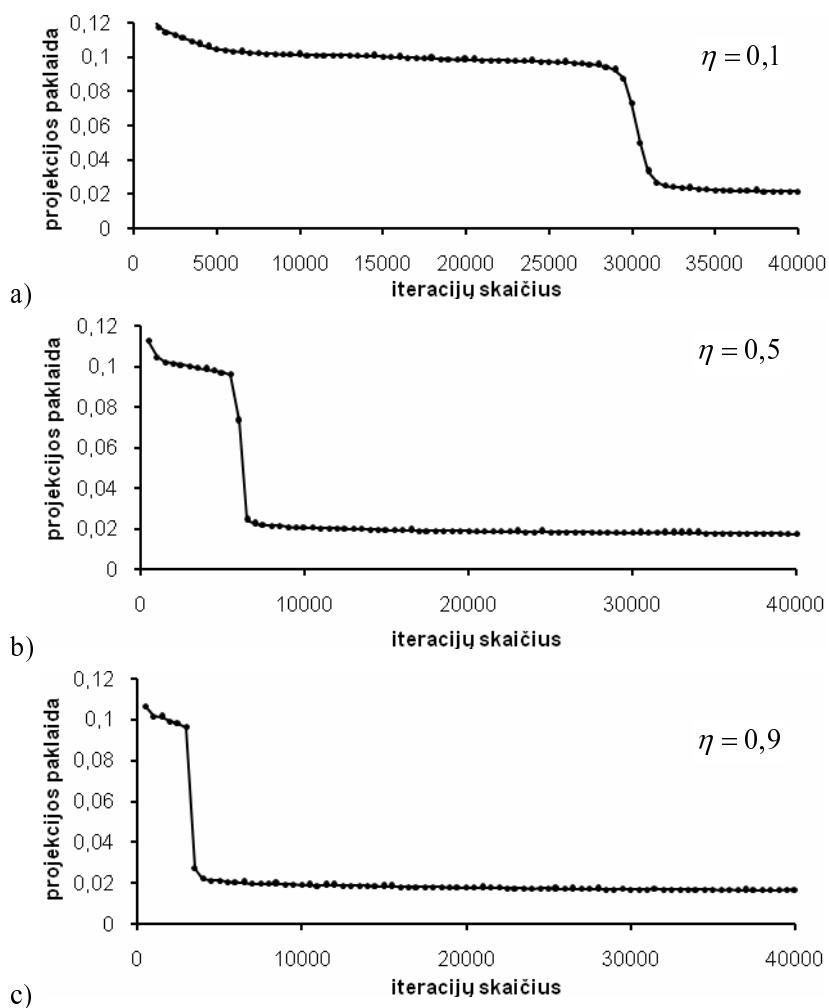 projekcijos paklaida
0,12
0,1
0,08
0,06
0,04
0,02
0
η = 0,1
0 5000 10000 15000 20000 25000 30000 35000 40000
iteracijų skaičius
a)
projekcijos paklaida
0,12
0,1
0,08
0,06
0,04
0,02
0
η = 0,5
0 10000 20000 30000 40000
iteracijų skaičius
b)
projekcijos paklaida
0,12
0,1
0,08
0,06
0,04
0,02
0
η = 0,9
0 10000 20000 30000 40000
iteracijų skaičius
c)